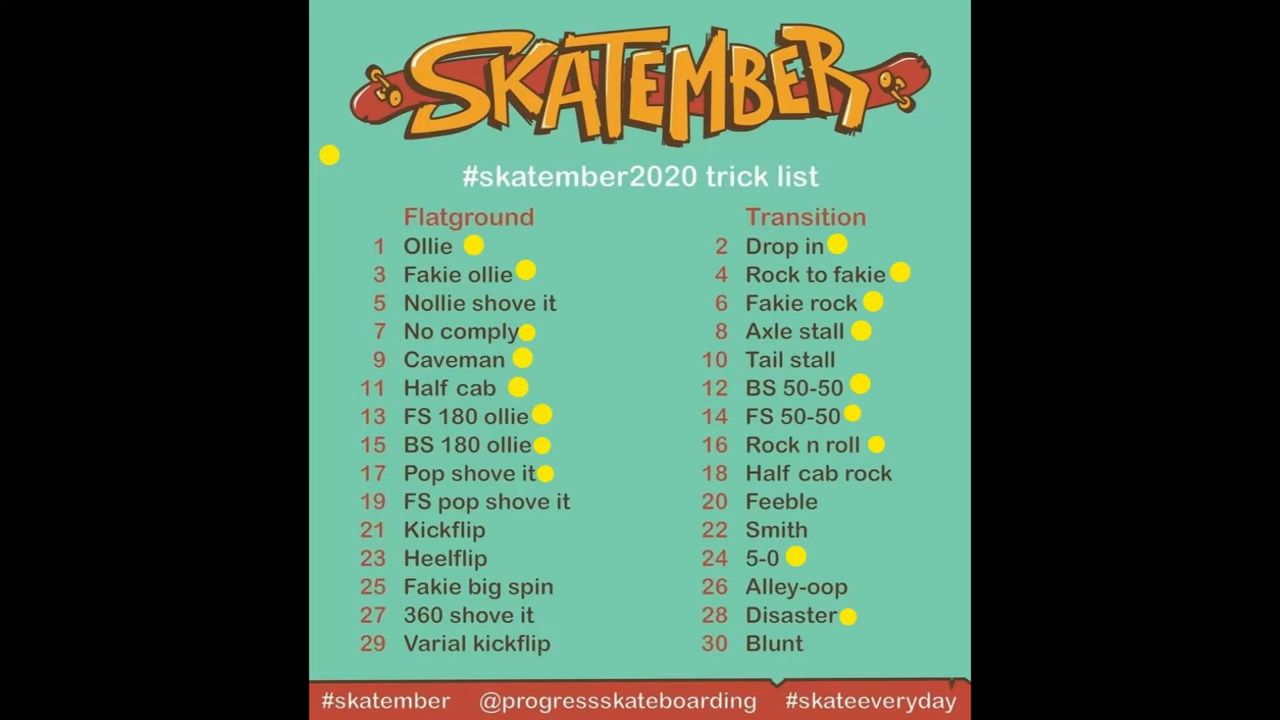 SKATEMBER
#skatember2020 trick list
Flatground
1 Ollie
3 Fakie ollie
5 Nollie shove it
7 No comply
9 Caveman
11 Half cab
13 FS 180 ollie
15 BS 180 ollie
17 Pop shove it
19 FS pop shove it
21 Kickflip
23 Heelflip
25 Fakie big spin
27 360 shove it
29 Varial kickflip
Transition
2 Drop in
4 Rock to fakie
6 Fakie rock
8 Axle stall
10 Tail stall
12 BS 50-50
14 FS 50-50
16 Rock n roll
18 Half cab rock
20 Feeble
22 Smith
24 5-0
26 Alley-oop
28 Disaster
30 Blunt
#skatember @progressskateboarding #skateeveryday